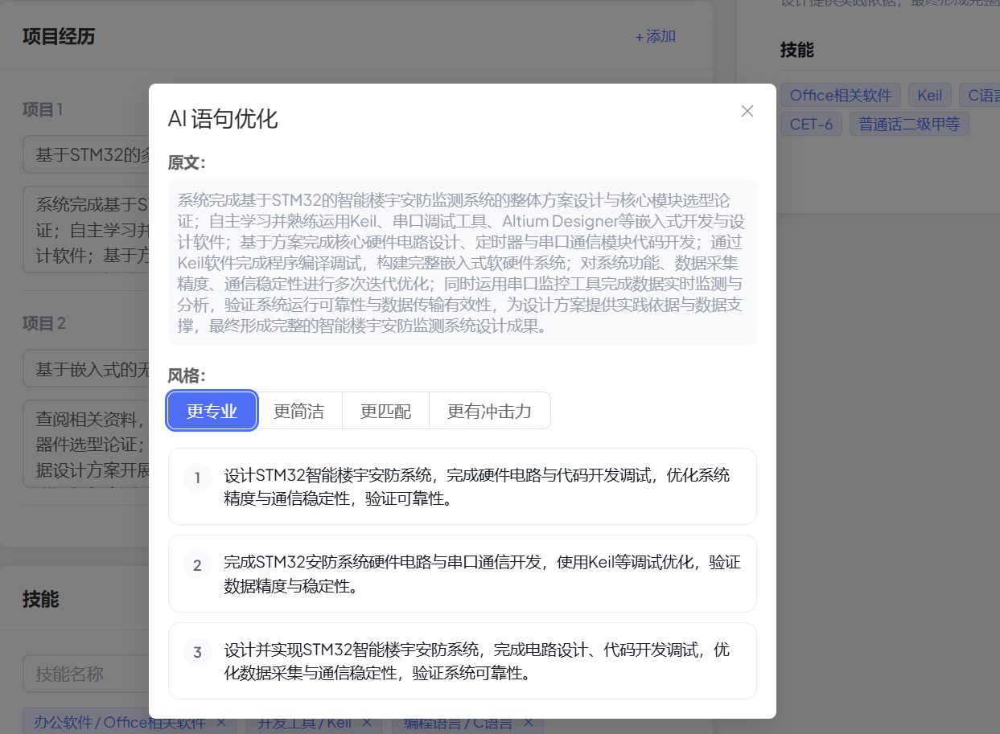 设计提供实践依据，最终形成完整
项目经历
+ 添加
技能
Office相关软件
Keil
C语言
CET-6
普通话二级甲等
项目 1
基于STM32的多
系统完成基于S
证；自主学习并
计软件；基于方
项目 2
基于嵌入式的无
查阅相关资料，
器件选型论证；
据设计方案开展
技能
技能名称
办公软件 / Office相关软件 ×
开发工具 / Keil ×
编程语言 / C语言 ×
AI 语句优化
原文：
系统完成基于STM32的智能楼宇安防监测系统的整体方案设计与核心模块选型论
证；自主学习并熟练运用Keil、串口调试工具、Altium Designer等嵌入式开发与设
计软件；基于方案完成核心硬件电路设计、定时器与串口通信模块代码开发；通过
Keil软件完成程序编译调试，构建完整嵌入式软硬件系统；对系统功能、数据采集
精度、通信稳定性进行多次迭代优化；同时运用串口监控工具完成数据实时监测与
分析，验证系统运行可靠性与数据传输有效性，为设计方案提供实践依据与数据支
撑，最终形成完整的智能楼宇安防监测系统设计成果。
风格：
更专业
更简洁
更匹配
更有冲击力
1
设计STM32智能楼宇安防系统，完成硬件电路与代码开发调试，优化系统
精度与通信稳定性，验证可靠性。
2
完成STM32安防系统硬件电路与串口通信开发，使用Keil等调试优化，验证
数据精度与稳定性。
3
设计并实现STM32智能楼宇安防系统，完成电路设计、代码开发调试，优
化数据采集与通信稳定性，验证系统可靠性。